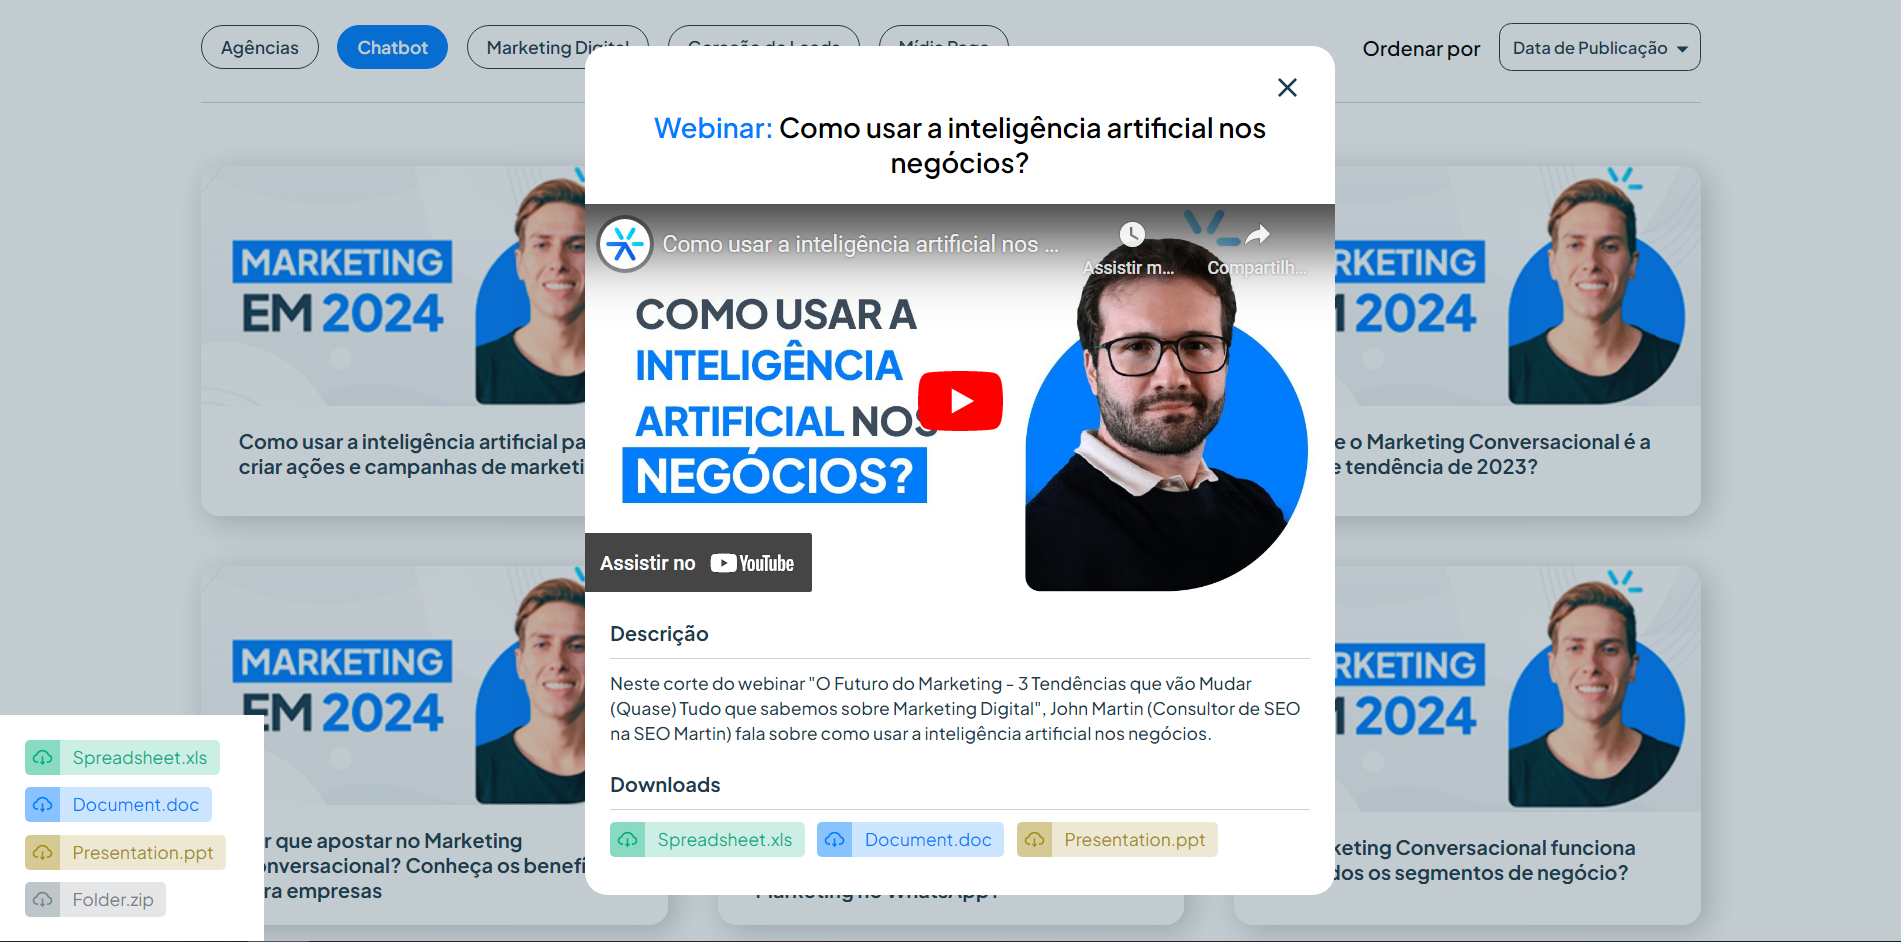 Agências
Chatbot
Marketing Digital
Geração de Leads
Mídia Paga
Ordenar por
Data de Publicação
Webinar: Como usar a inteligência artificial nos
negócios?
Como usar a inteligência artificial nos ...
Assistir m...
Compartilh...
COMO USAR A
INTELIGÊNCIA
ARTIFICIAL NOS
NEGÓCIOS?
Assistir no YouTube
Descrição
Neste corte do webinar "O Futuro do Marketing - 3 Tendências que vão Mudar
(Quase) Tudo que sabemos sobre Marketing Digital", John Martin (Consultor de SEO
na SEO Martin) fala sobre como usar a inteligência artificial nos negócios.
Downloads
Spreadsheet.xls
Document.doc
Presentation.ppt
MARKETING
EM 2024
Como usar a inteligência artificial pa
criar ações e campanhas de marketi
RKETING
2024
e o Marketing Conversacional é a
e tendência de 2023?
MARKETING
EM 2024
r que apostar no Marketing
onversacional? Conheça os benefi
ra empresas
Marketing no WhatsApp?
RKETING
2024
keting Conversacional funciona
dos os segmentos de negócio?
Spreadsheet.xls
Document.doc
Presentation.ppt
Folder.zip